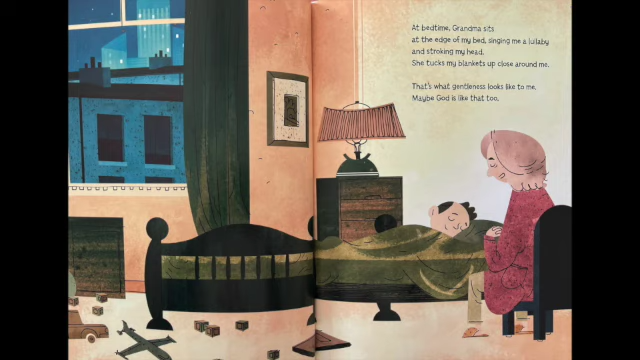 At bedtime, Grandma sits
at the edge of my bed, singing me a lullaby
and stroking my head.
She tucks my blankets up close around me.
That's what gentleness looks like to me.
Maybe God is like that too.